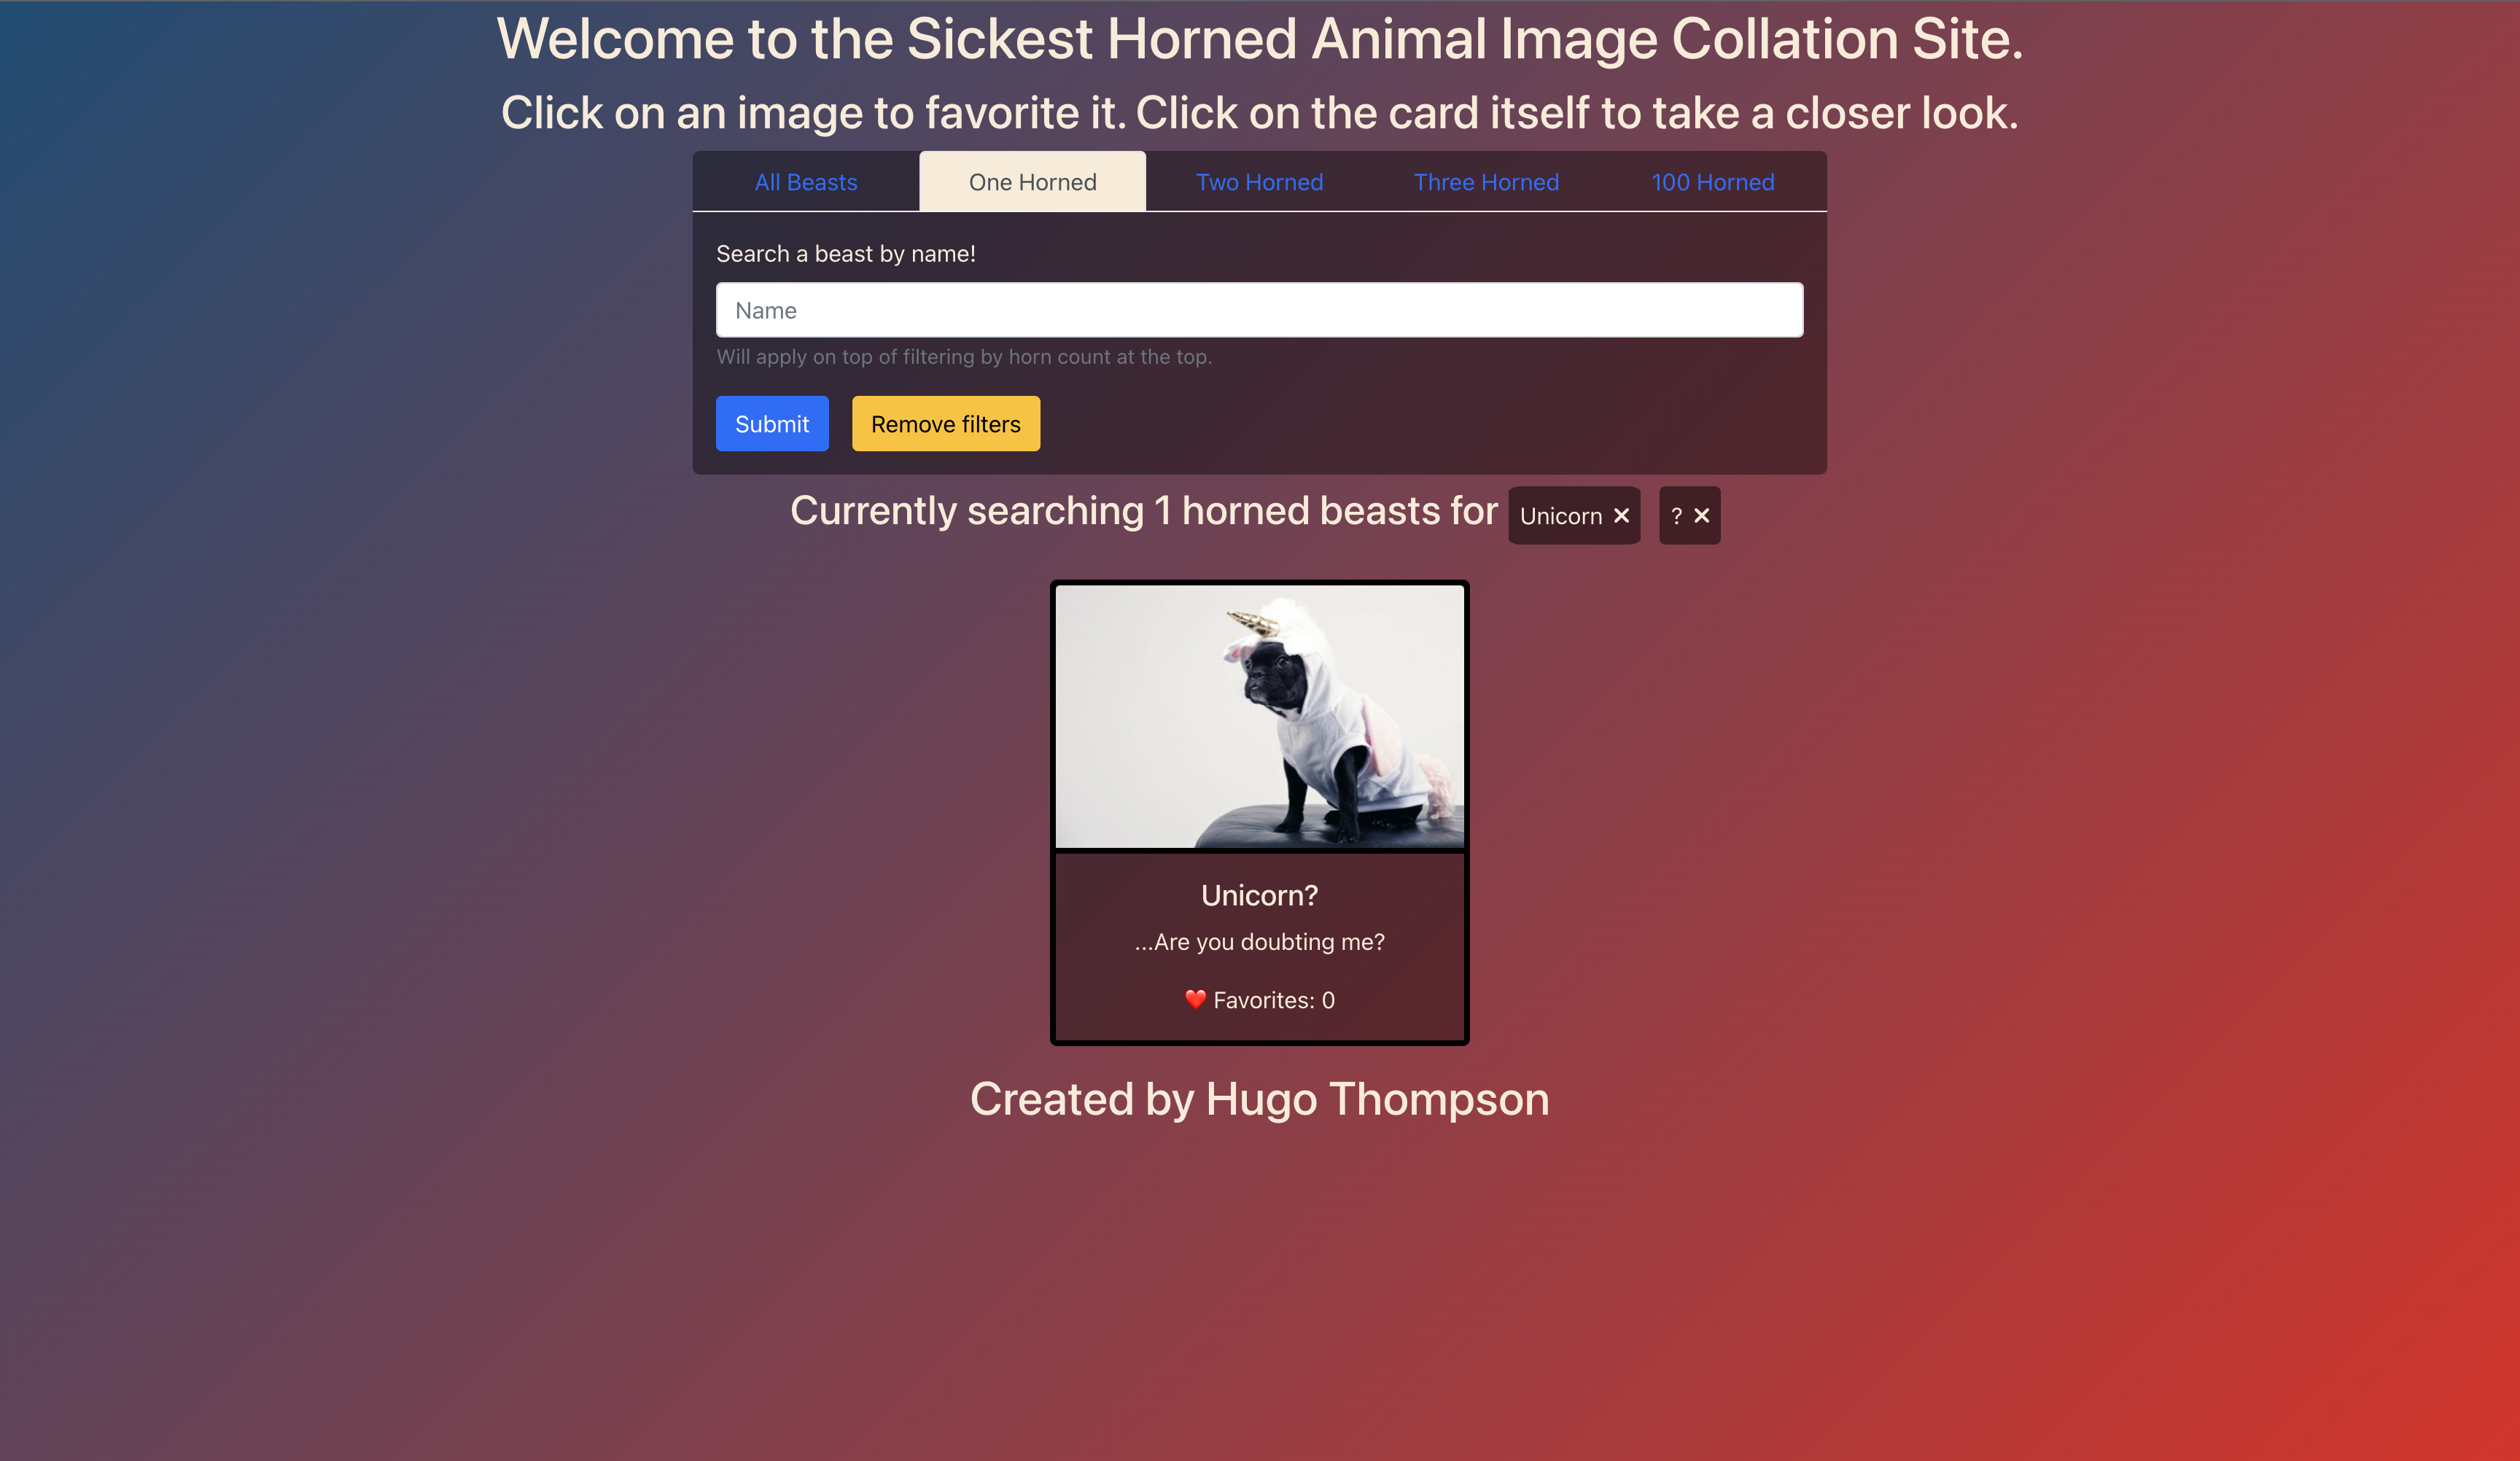 Welcome to the Sickest Horned Animal Image Collation Site.
Click on an image to favorite it. Click on the card itself to take a closer look.
All Beasts One Horned Two Horned Three Horned 100 Horned
Search a beast by name!
Name
Will apply on top of filtering by horn count at the top.
Submit Remove filters
Currently searching 1 horned beasts for Unicorn ✕ ? ✕
Unicorn?
...Are you doubting me?
❤️ Favorites: 0
Created by Hugo Thompson